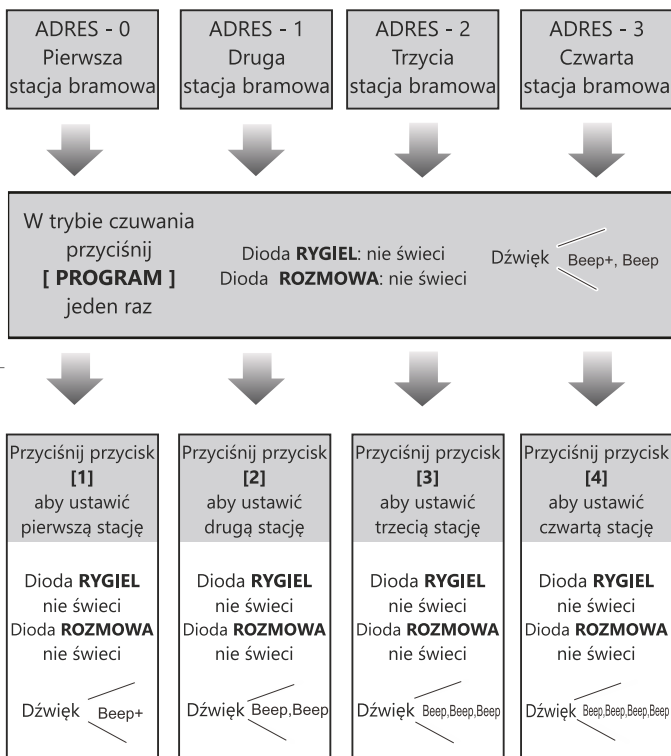 ADRES - 0
Pierwsza
stacja bramowa
ADRES - 1
Druga
stacja bramowa
ADRES - 2
Trzycia
stacja bramowa
ADRES - 3
Czwarta
stacja bramowa
W trybie czuwania
przyciśnij
[ PROGRAM ]
jeden raz
Dioda RYGIEL: nie świeci
Dioda ROZMOWA: nie świeci
Dźwięk
Beep+, Beep
Przyciśnij przycisk
[1]
aby ustawić
pierwszą stację
Dioda RYGIEL
nie świeci
Dioda ROZMOWA
nie świeci
Dźwięk Beep+
Przyciśnij przycisk
[2]
aby ustawić
drugą stację
Dioda RYGIEL
nie świeci
Dioda ROZMOWA
nie świeci
Dźwięk Beep,Beep
Przyciśnij przycisk
[3]
aby ustawić
trzecią stację
Dioda RYGIEL
nie świeci
Dioda ROZMOWA
nie świeci
Dźwięk Beep,Beep,Beep
Przyciśnij przycisk
[4]
aby ustawić
czwartą stację
Dioda RYGIEL
nie świeci
Dioda ROZMOWA
nie świeci
Dźwięk Beep,Beep,Beep,Beep